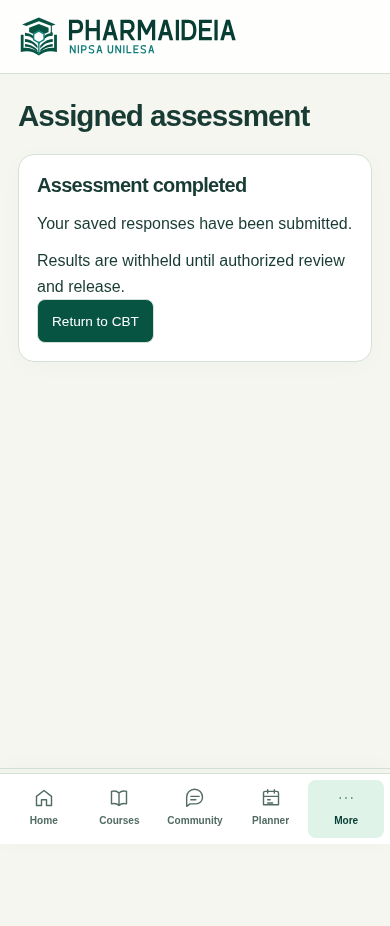 PHARMAIDEIA
NIPSA UNILESA
Assigned assessment
Assessment completed
Your saved responses have been submitted.
Results are withheld until authorized review
and release.
Return to CBT
Home
Courses
Community
Planner
More